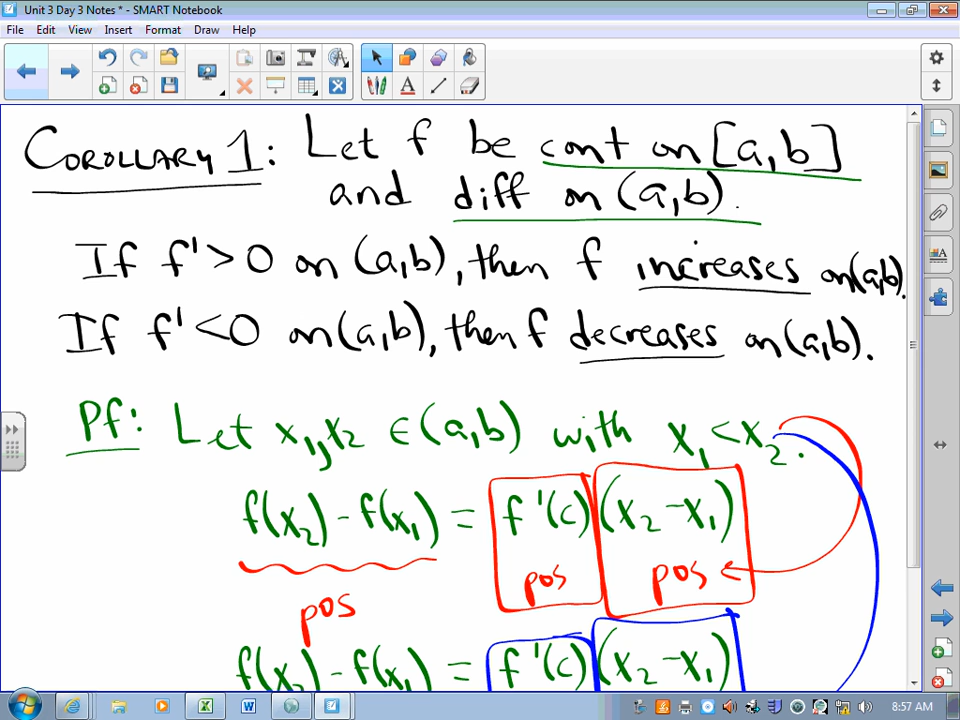 Unit 3 Day 3 Notes * - SMART Notebook
File Edit View Insert Format Draw Help
COROLLARY 1: Let f be cont on [a,b]
and diff on (a,b).
If f'>0 on (a,b), then f increases on (a,b).
If f'<0 on (a,b), then f decreases on (a,b).
Pf: Let x₁,x₂ ∈ (a,b) with x₁<x₂.
f(x₂)-f(x₁) = f'(c)(x₂-x₁)
pos pos
pos
f(x₂)-f(x₁) = f'(c)(x₂-x₁)
8:57 AM